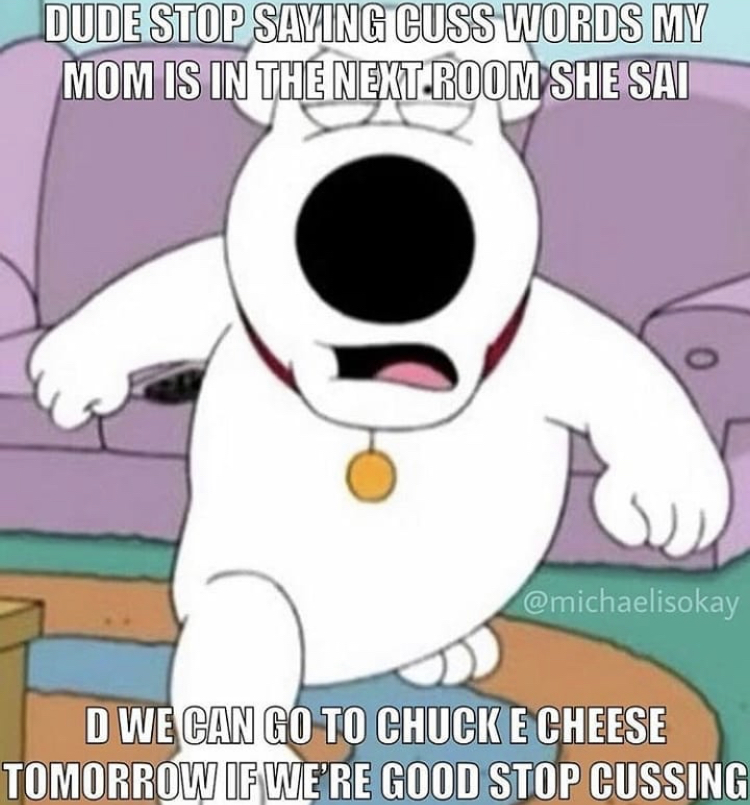 DUDE STOP SAYING CUSS WORDS MY
MOM IS IN THE NEXT ROOM SHE SAI
@michaelisokay
D WE CAN GO TO CHUCK E CHEESE
TOMORROW IF WE'RE GOOD STOP CUSSING